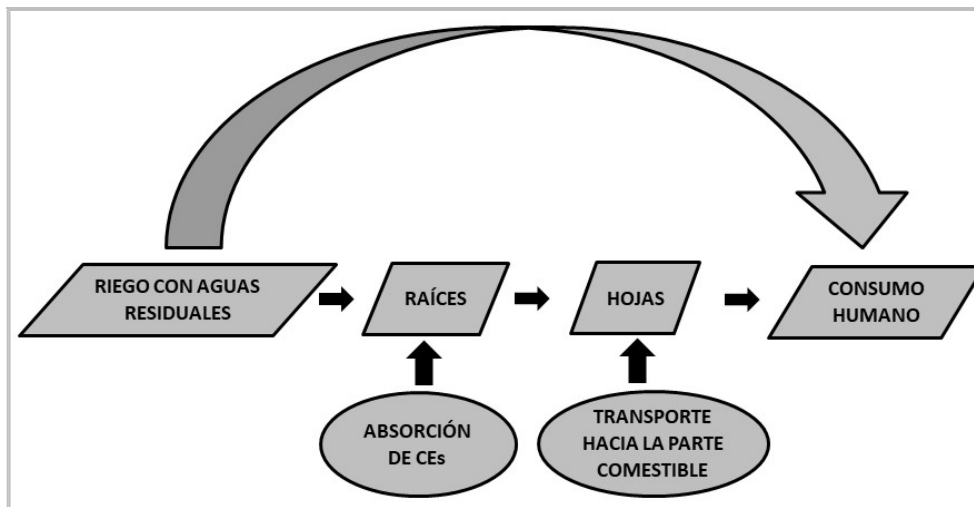 RIEGO CON AGUAS
RESIDUALES
RAÍCES
HOJAS
CONSUMO
HUMANO
ABSORCIÓN
DE CEs
TRANSPORTE
HACIA LA PARTE
COMESTIBLE